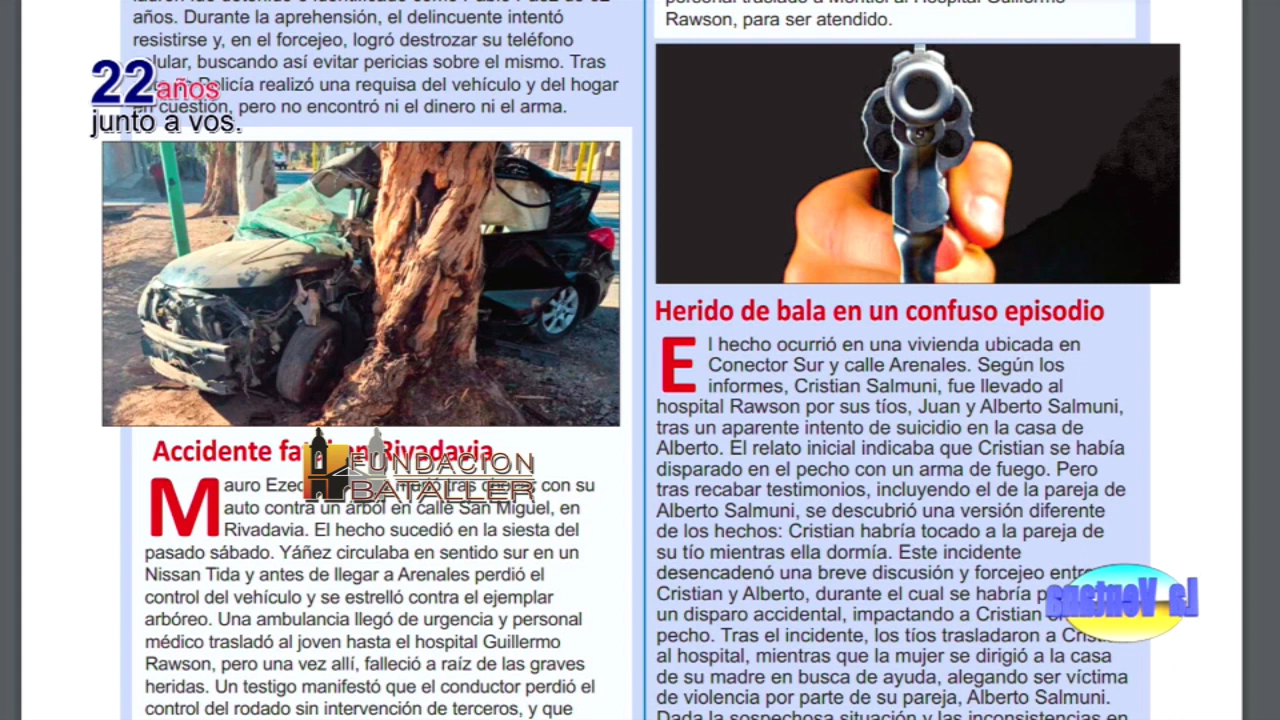 resistirse y, en el forcejeo, logró destrozar su teléfono
años. Durante la aprehensión, el delincuente intentó
buscando así evitar pericias sobre el mismo. Tras
Policía realizó una requisa del vehículo y del hogar
en cuestión, pero no encontró ni el dinero ni el arma.
22 años
junto a vos.
Accidente en Rivadavia
FUNDACION
BATALLER
Mauro tras con su
auto contra un árbol en calle San Miguel, en
Rivadavia. El hecho sucedió en la siesta del
pasado sábado. Yáñez circulaba en sentido sur en un
Nissan Tida y antes de llegar a Arenales perdió el
control del vehículo y se estrelló contra el ejemplar
arbóreo. Una ambulancia llegó de urgencia y personal
médico trasladó al joven hasta el hospital Guillermo
Rawson, pero una vez allí, falleció a raíz de las graves
heridas. Un testigo manifestó que el conductor perdió el
control del rodado sin intervención de terceros, y que
Rawson, para ser atendido.
Herido de bala en un confuso episodio
El hecho ocurrió en una vivienda ubicada en
Conector Sur y calle Arenales. Según los
informes, Cristian Salmuni, fue llevado al
hospital Rawson por sus tíos, Juan y Alberto Salmuni,
tras un aparente intento de suicidio en la casa de
Alberto. El relato inicial indicaba que Cristian se había
disparado en el pecho con un arma de fuego. Pero
tras recabar testimonios, incluyendo el de la pareja de
Alberto Salmuni, se descubrió una versión diferente
de los hechos: Cristian habría tocado a la pareja de
su tío mientras ella dormía. Este incidente
desencadenó una breve discusión y forcejeo entre
Cristian y Alberto, durante el cual se habría
un disparo accidental, impactando a Cristian
pecho. Tras el incidente, los tíos trasladaron a Cristian
al hospital, mientras que la mujer se dirigió a la casa
de su madre en busca de ayuda, alegando ser víctima
de violencia por parte de su pareja, Alberto Salmuni.
Dada la sospechosa situación y las inconsistencias en
La Ventana